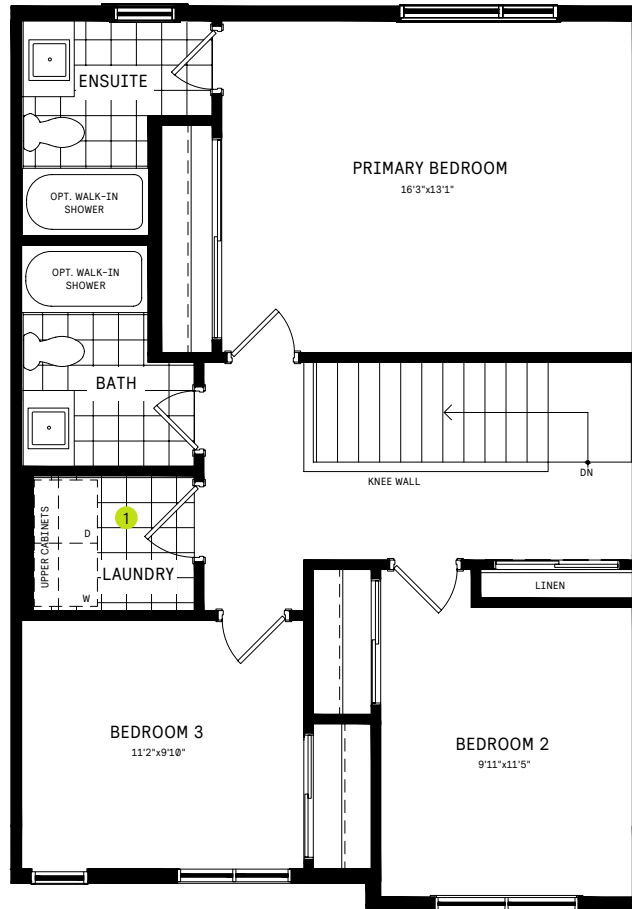 ENSUITE
OPT. WALK-IN
SHOWER
PRIMARY BEDROOM
16'3"x13'1"
OPT. WALK-IN
SHOWER
BATH
KNEE WALL
DN
1
UPPER CABINETS
D
W
LAUNDRY
LINEN
BEDROOM 3
11'2"x9'10"
BEDROOM 2
9'11"x11'5"